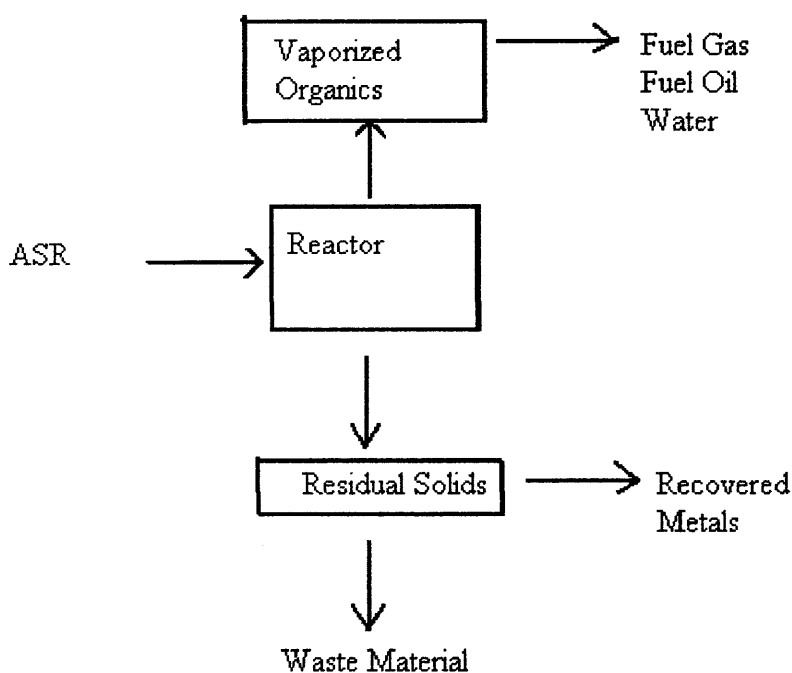 Vaporized
Organics
Fuel Gas
Fuel Oil
Water
ASR
Reactor
Residual Solids
Recovered
Metals
Waste Material